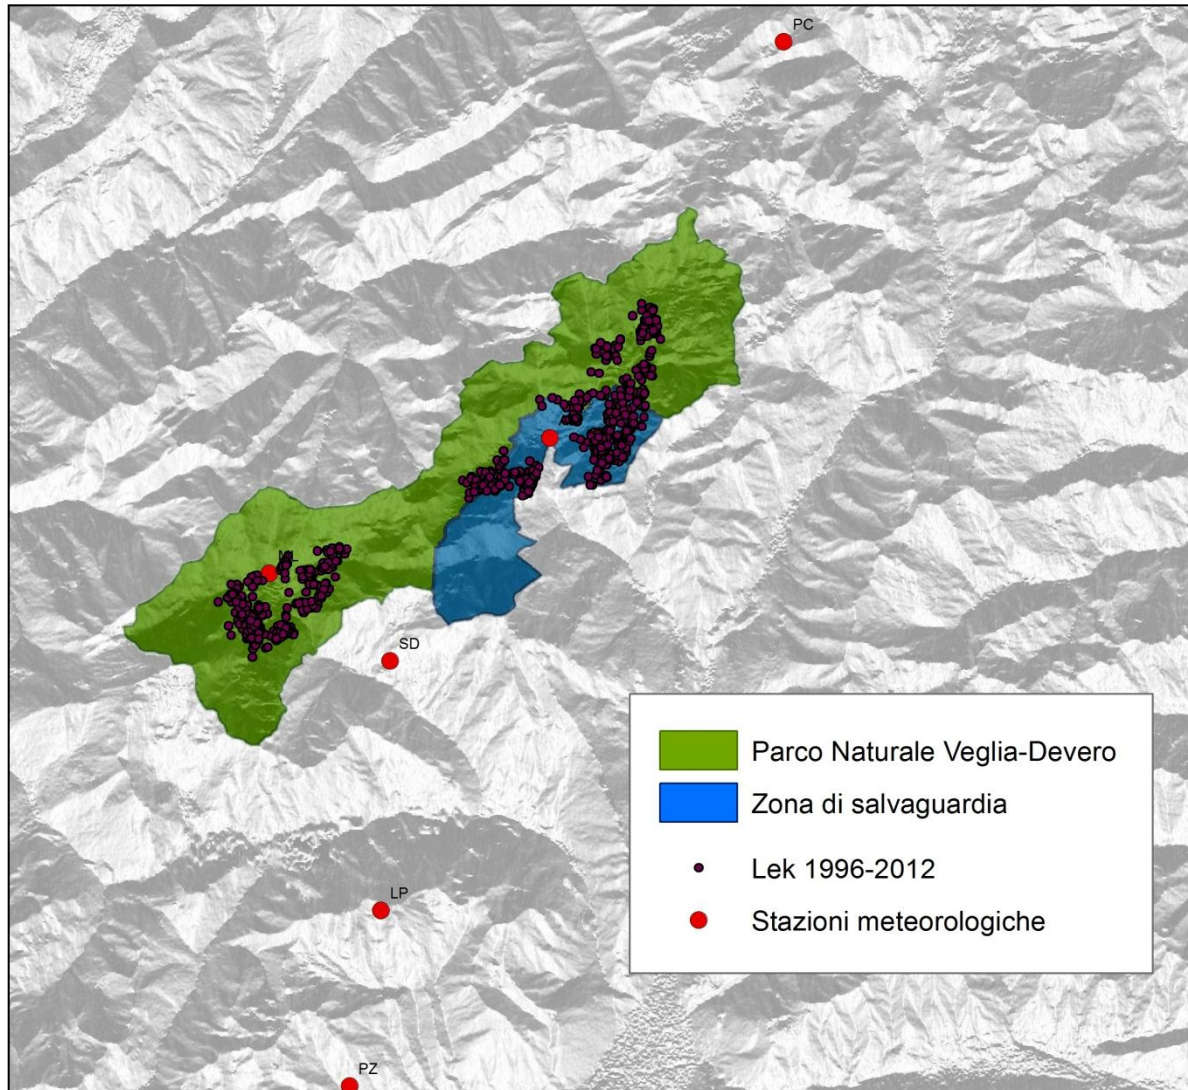 PC
SD
Parco Naturale Veglia-Devero
Zona di salvaguardia
Lek 1996-2012
Stazioni meteorologiche
LP
PZ